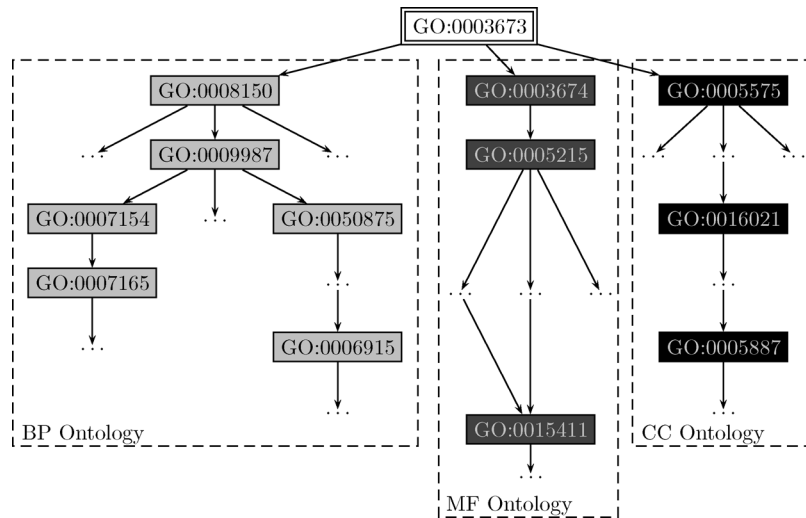 GO:0003673
GO:0008150
GO:0003674
GO:0005575
... ...
GO:0009987
GO:0005215
... ... ...
GO:0007154
...
GO:0050875
GO:0016021
GO:0007165
...
... ... ...
...
...
GO:0006915
GO:0005887
...
...
GO:0015411
BP Ontology
CC Ontology
...
MF Ontology